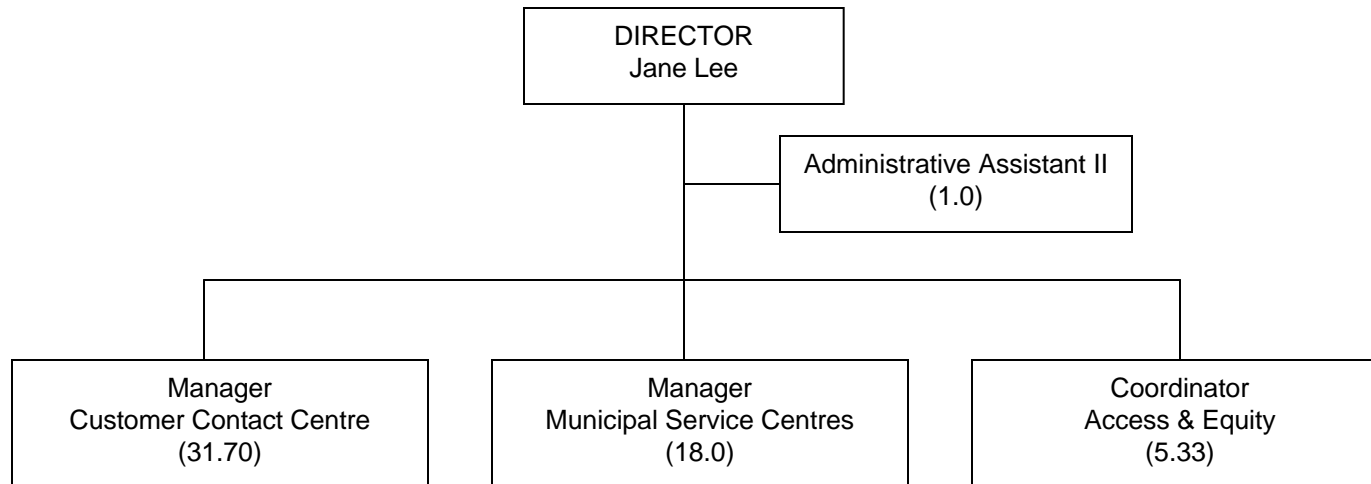 DIRECTOR
Jane Lee
Administrative Assistant II
(1.0)
Manager
Customer Contact Centre
(31.70)
Manager
Municipal Service Centres
(18.0)
Coordinator
Access & Equity
(5.33)